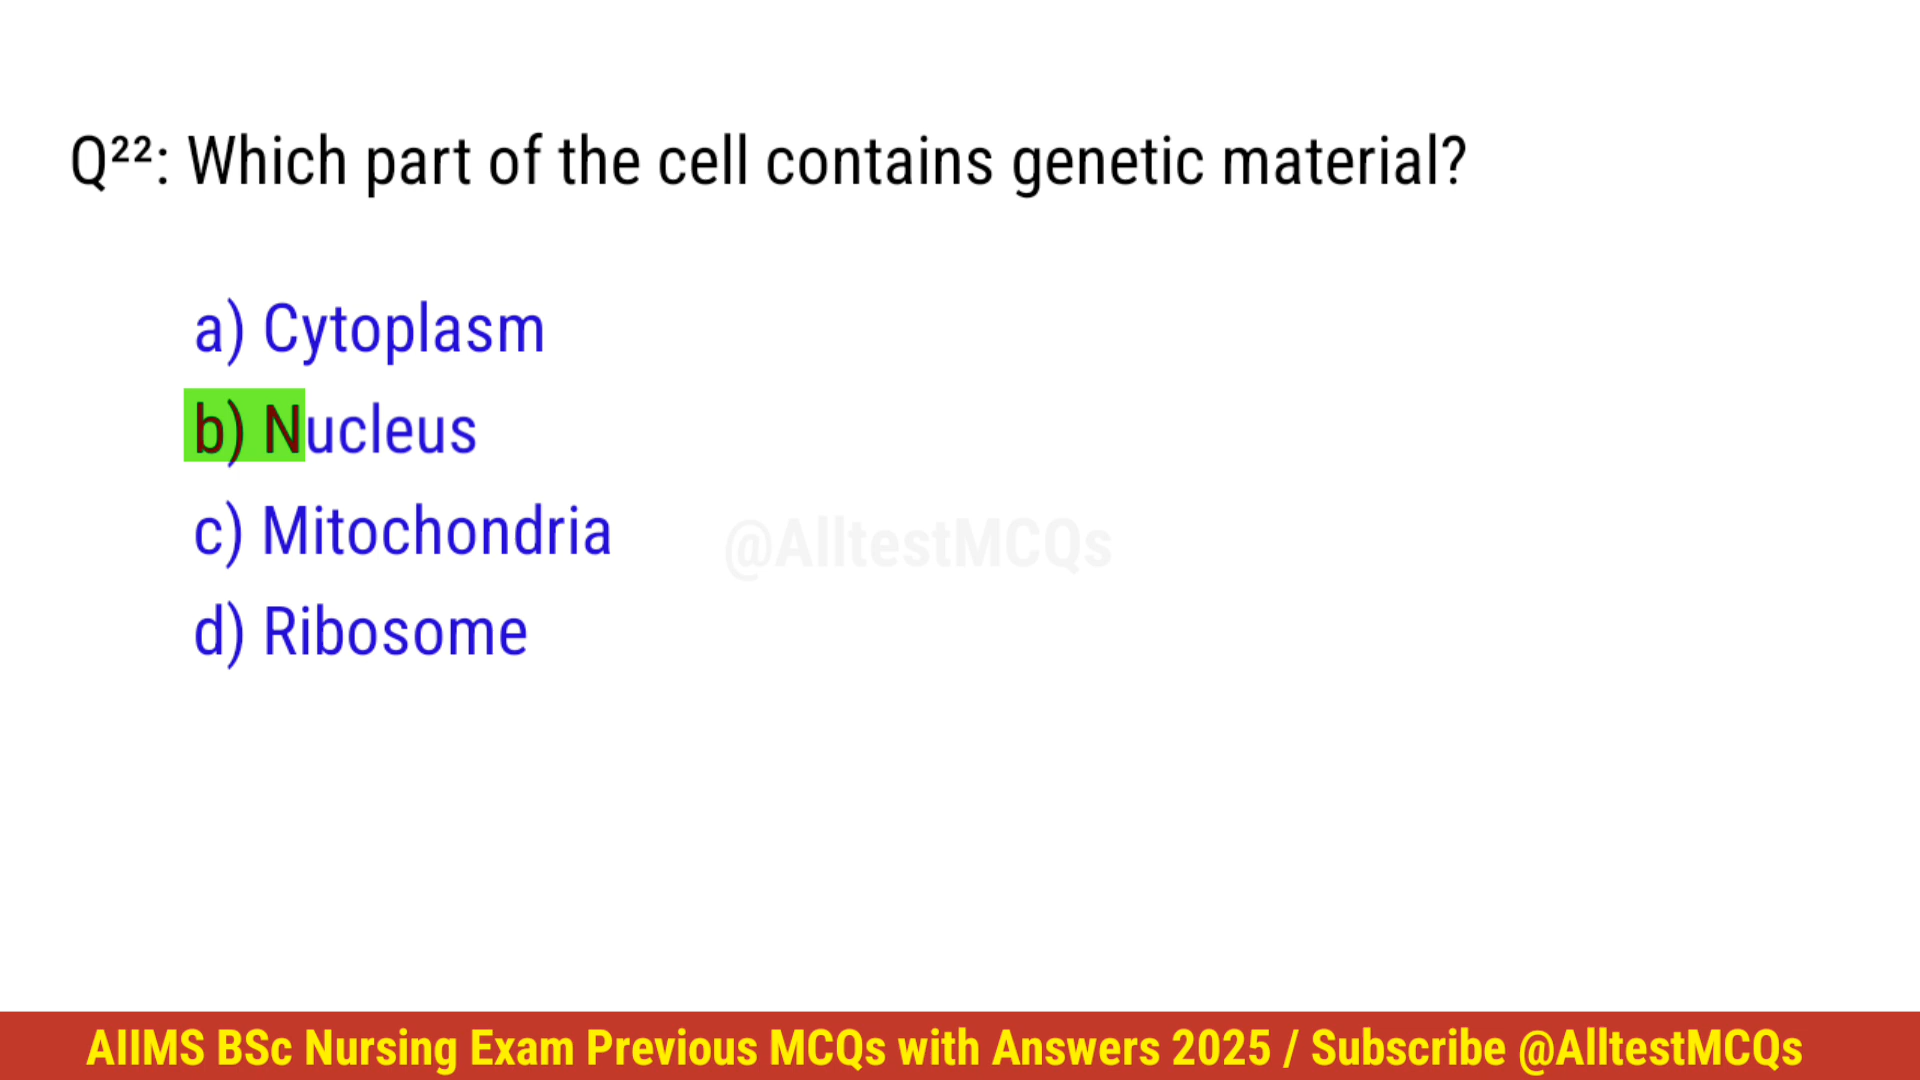 Q²²: Which part of the cell contains genetic material?
a) Cytoplasm
b) Nucleus
c) Mitochondria
@AlltestMCQs
d) Ribosome
AIIMS BSc Nursing Exam Previous MCQs with Answers 2025 / Subscribe @AlltestMCQs